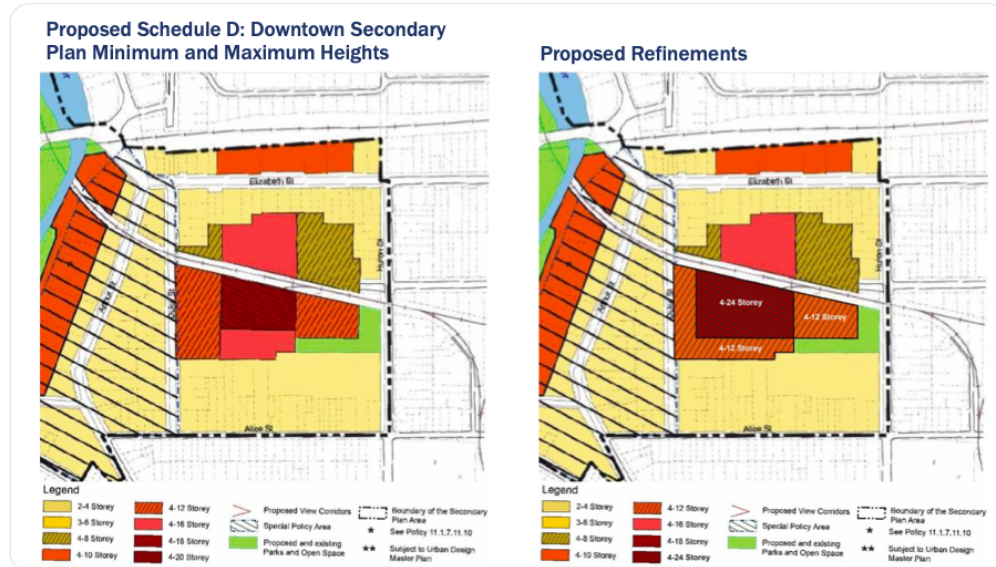 Proposed Schedule D: Downtown Secondary
Plan Minimum and Maximum Heights
Elizabeth St
Huron St
Arthur St
Alice St
Legend
2-4 Storey
3-6 Storey
4-8 Storey
4-10 Storey
4-12 Storey
4-16 Storey
4-18 Storey
4-20 Storey
Proposed View Corridors
Special Policy Area
Proposed and existing
Parks and Open Space
Boundary of the Secondary
Plan Area
* See Policy 11.1.7.11.10
** Subject to Urban Design
Master Plan
Proposed Refinements
Elizabeth St
Huron St
4-24 Storey
4-12 Storey
4-12 Storey
Arthur St
Alice St
Legend
2-4 Storey
3-6 Storey
4-8 Storey
4-10 Storey
4-12 Storey
4-16 Storey
4-18 Storey
4-24 Storey
Proposed View Corridors
Special Policy Area
Proposed and existing
Parks and Open Space
Boundary of the Secondary
Plan Area
* See Policy 11.1.7.11.10
** Subject to Urban Design
Master Plan